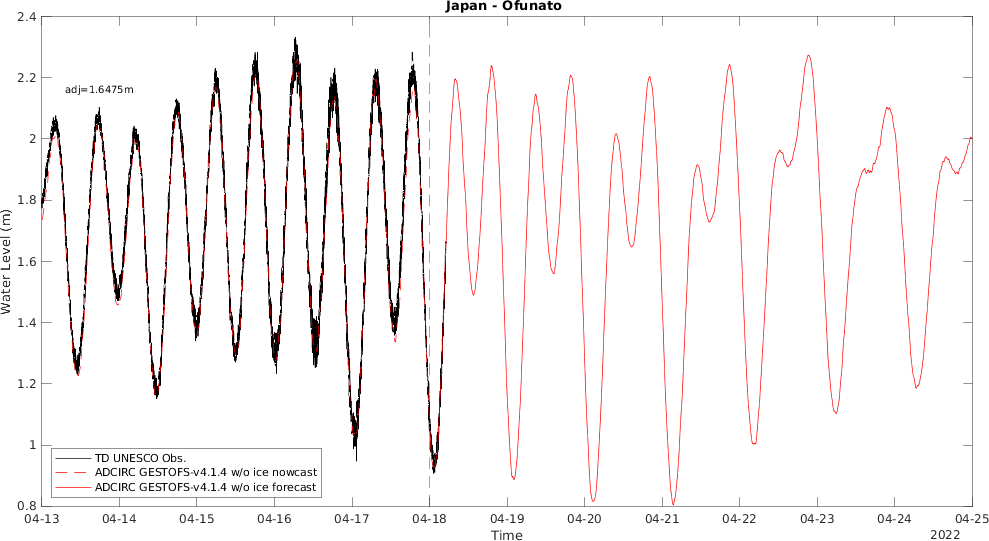 Japan - Ofunato
2.4
2.2
2
1.8
1.6
1.4
1.2
1
0.8
Water Level (m)
adj=1.6475m
TD UNESCO Obs.
ADCIRC GESTOFS-v4.1.4 w/o ice nowcast
ADCIRC GESTOFS-v4.1.4 w/o ice forecast
04-13 04-14 04-15 04-16 04-17 04-18 04-19 04-20 04-21 04-22 04-23 04-24 04-25
Time
2022